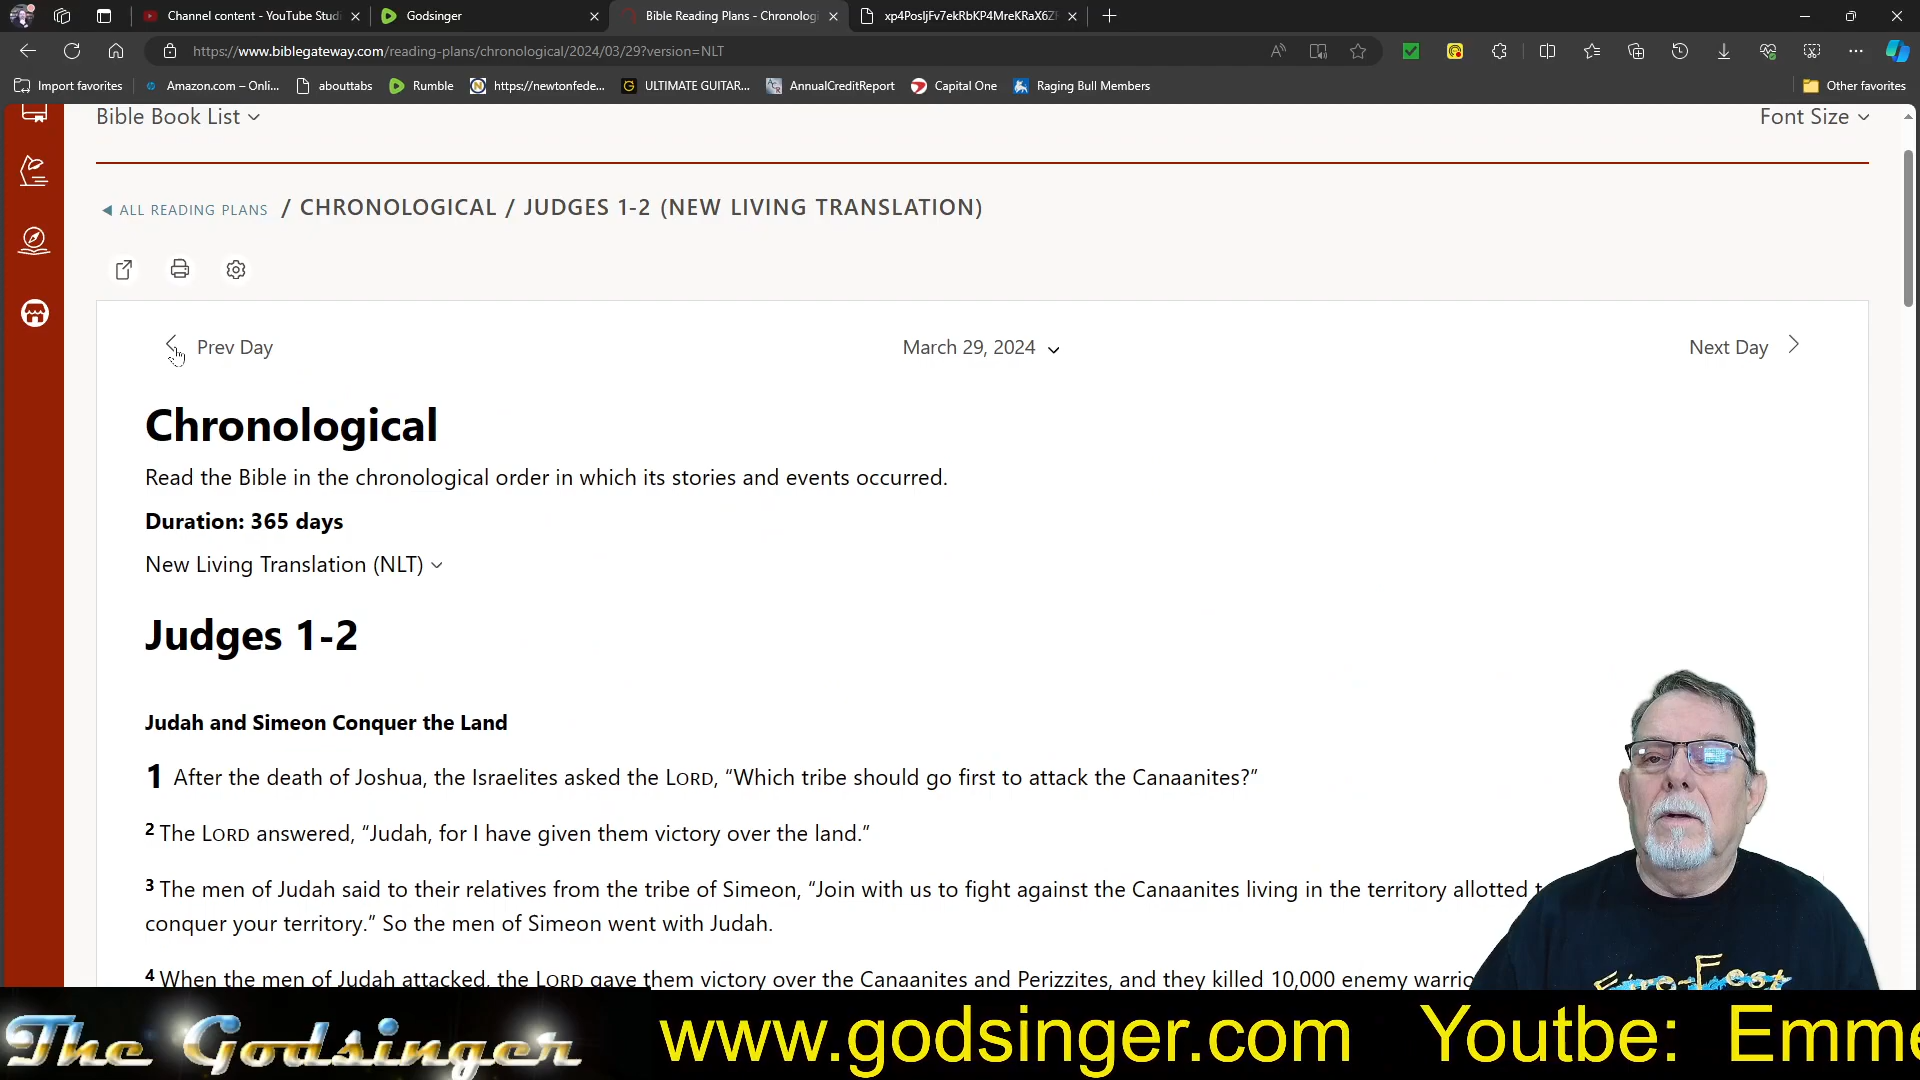 Channel content - YouTube Studi
Godsinger
Bible Reading Plans - Chronologi
xp4PosljFv7ekRbKP4MreKRaX6ZF
https://www.biblegateway.com/reading-plans/chronological/2024/03/29?version=NLT
Import favorites
Amazon.com – Onli...
abouttabs
Rumble
https://newtonfede...
ULTIMATE GUITAR...
AnnualCreditReport
Capital One
Raging Bull Members
Other favorites
Bible Book List
Font Size
ALL READING PLANS / CHRONOLOGICAL / JUDGES 1-2 (NEW LIVING TRANSLATION)
Prev Day
March 29, 2024
Next Day
Chronological
Read the Bible in the chronological order in which its stories and events occurred.
Duration: 365 days
New Living Translation (NLT)
Judges 1-2
Judah and Simeon Conquer the Land
1 After the death of Joshua, the Israelites asked the LORD, “Which tribe should go first to attack the Canaanites?”
2 The LORD answered, “Judah, for I have given them victory over the land.”
3 The men of Judah said to their relatives from the tribe of Simeon, “Join with us to fight against the Canaanites living in the territory allotted t
conquer your territory.” So the men of Simeon went with Judah.
4 When the men of Judah attacked, the LORD gave them victory over the Canaanites and Perizzites, and they killed 10,000 enemy warrio
The Godsinger
www.godsinger.com
Youtbe:
Emme